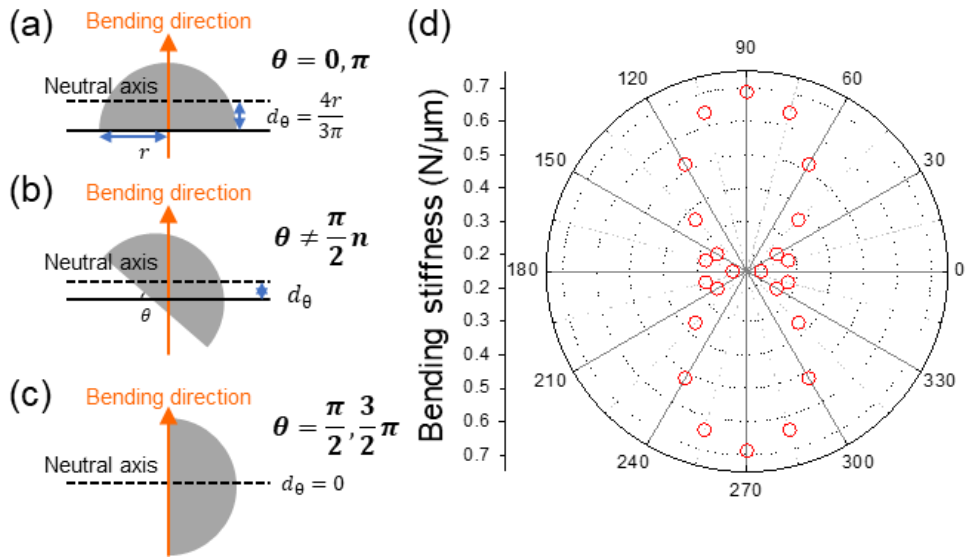 (a)
Bending direction
θ = 0, π
Neutral axis
d_θ = 4r/3π
r
(b)
Bending direction
θ ≠ π/2 n
Neutral axis
d_θ
θ
(c)
Bending direction
θ = π/2, 3/2 π
Neutral axis
d_θ = 0
(d)
Bending stiffness (N/μm)
0.7
0.6
0.5
0.4
0.3
0.2
0.2
0.3
0.4
0.5
0.6
0.7
90
120
60
150
30
180
0
210
330
240
300
270